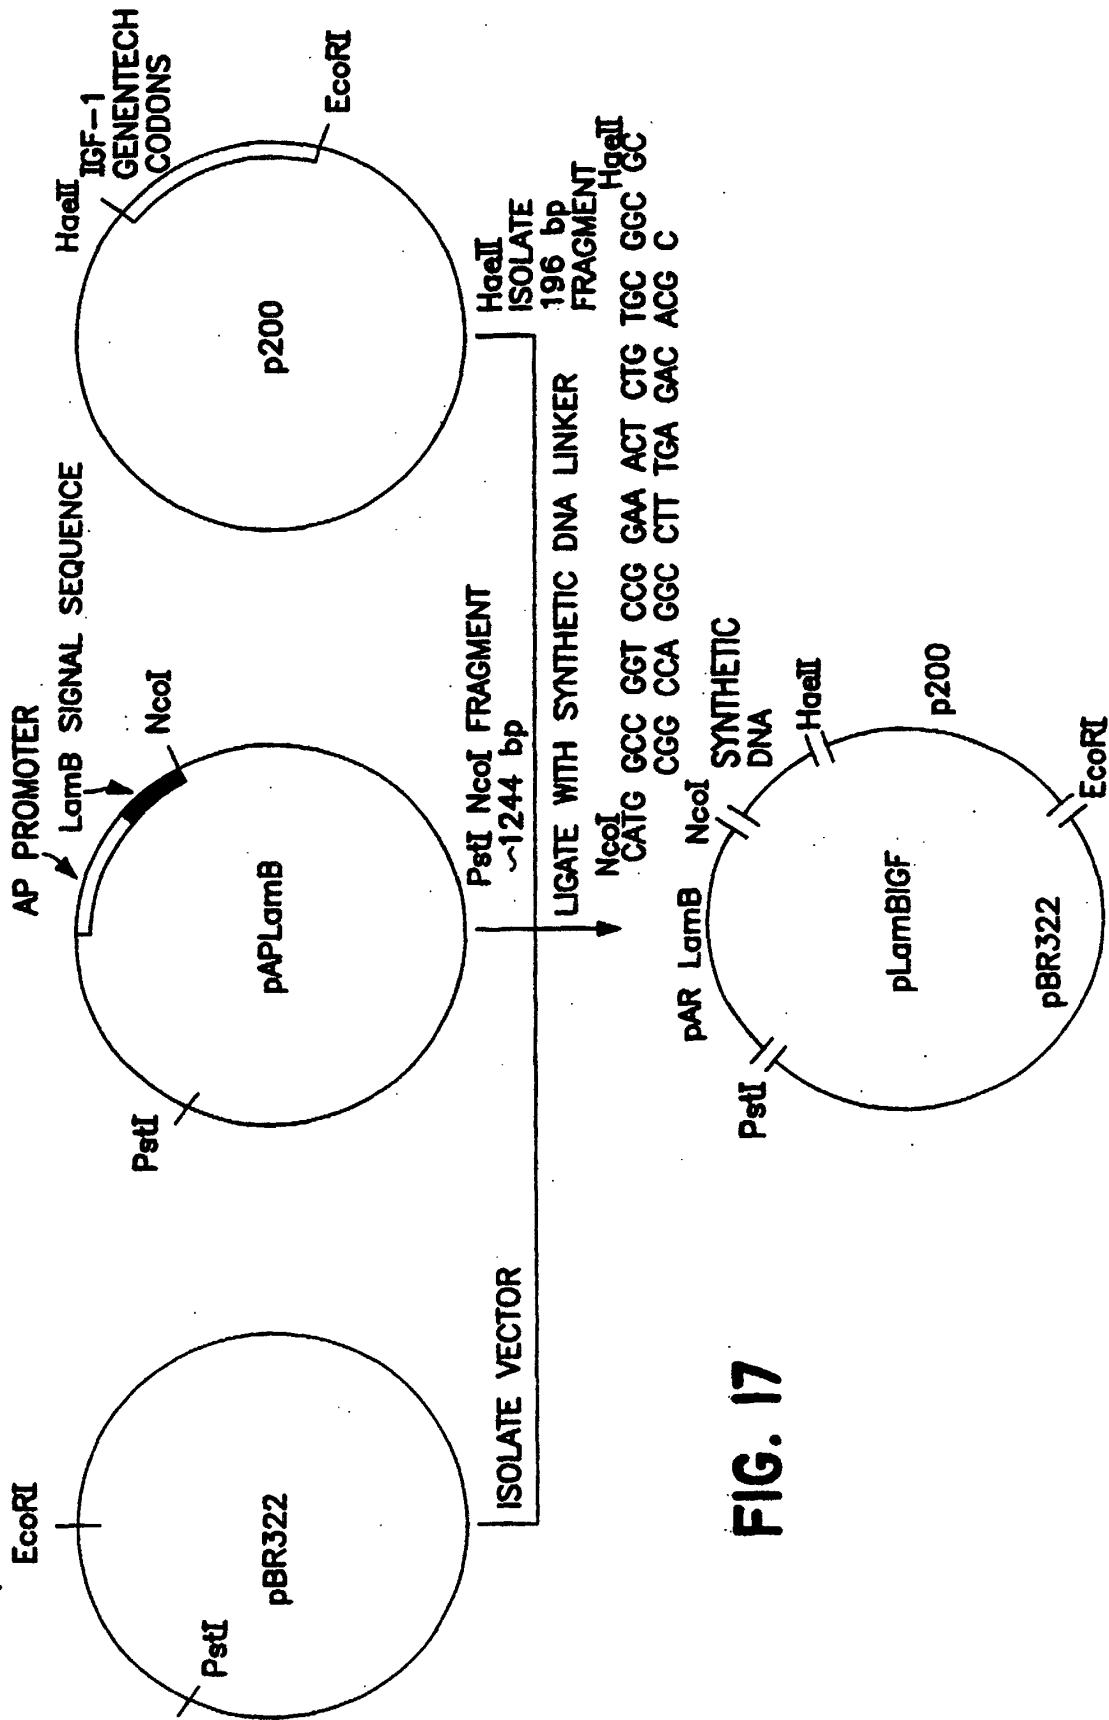 EcoRI
PstI
pBR322
ISOLATE VECTOR
AP PROMOTER
LamB SIGNAL SEQUENCE
NcoI
PstI
pAPLamB
PstI NcoI FRAGMENT
~1244 bp
HaeII
IGF-1
GENENTECH
CODONS
EcoRI
p200
HaeII
ISOLATE
196 bp
FRAGMENT
LIGATE WITH SYNTHETIC DNA LINKER
NcoI
HaeII
CATG GCC GGT CCG GAA ACT CTG TGC GGC GC
CGG CCA GGC CTT TGA GAC ACG C
PstI
pAR LamB
NcoI
SYNTHETIC
DNA
HaeII
p200
EcoRI
pLamBIGF
pBR322
FIG. 17